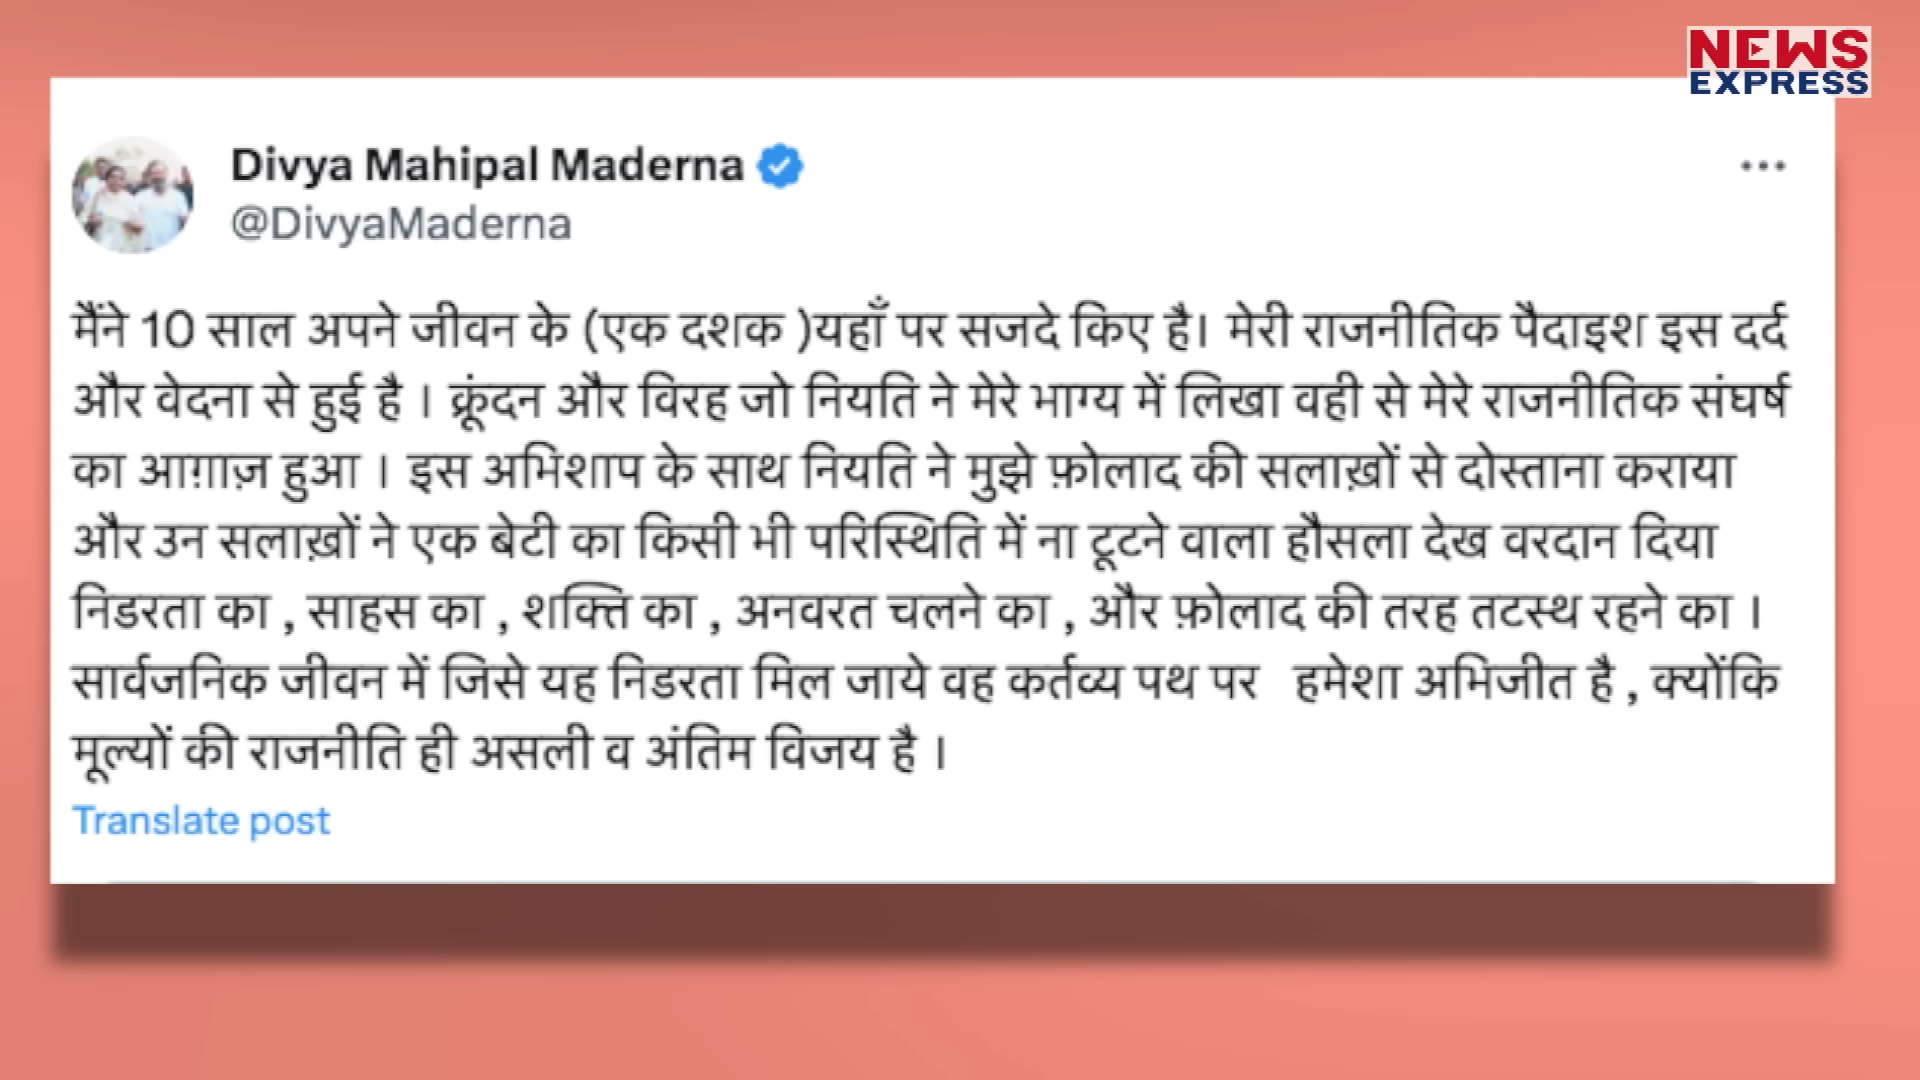 NEWS
EXPRESS
Divya Mahipal Maderna
@DivyaMaderna
मैंने 10 साल अपने जीवन के (एक दशक )यहाँ पर सजदे किए है। मेरी राजनीतिक पैदाइश इस दर्द
और वेदना से हुई है । क्रूंदन और विरह जो नियति ने मेरे भाग्य में लिखा वही से मेरे राजनीतिक संघर्ष
का आग़ाज़ हुआ । इस अभिशाप के साथ नियति ने मुझे फ़ोलाद की सलाख़ों से दोस्ताना कराया
और उन सलाख़ों ने एक बेटी का किसी भी परिस्थिति में ना टूटने वाला हौसला देख वरदान दिया
निडरता का , साहस का , शक्ति का , अनवरत चलने का , और फ़ोलाद की तरह तटस्थ रहने का ।
सार्वजनिक जीवन में जिसे यह निडरता मिल जाये वह कर्तव्य पथ पर हमेशा अभिजीत है , क्योंकि
मूल्यों की राजनीति ही असली व अंतिम विजय है ।
Translate post